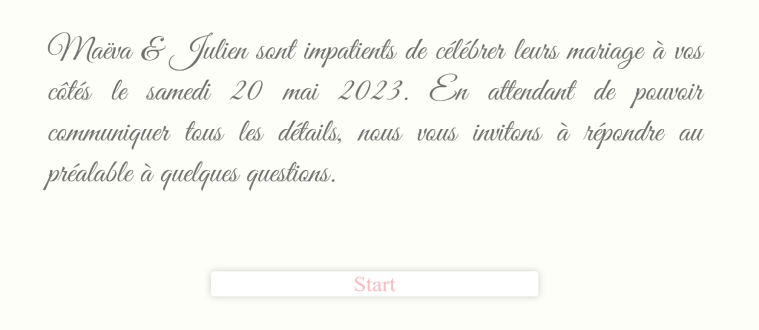 Maëva & Julien sont impatients de célébrer leurs mariage à vos
côtés le samedi 20 mai 2023. En attendant de pouvoir
communiquer tous les détails, nous vous invitons à répondre au
préalable à quelques questions.
Start